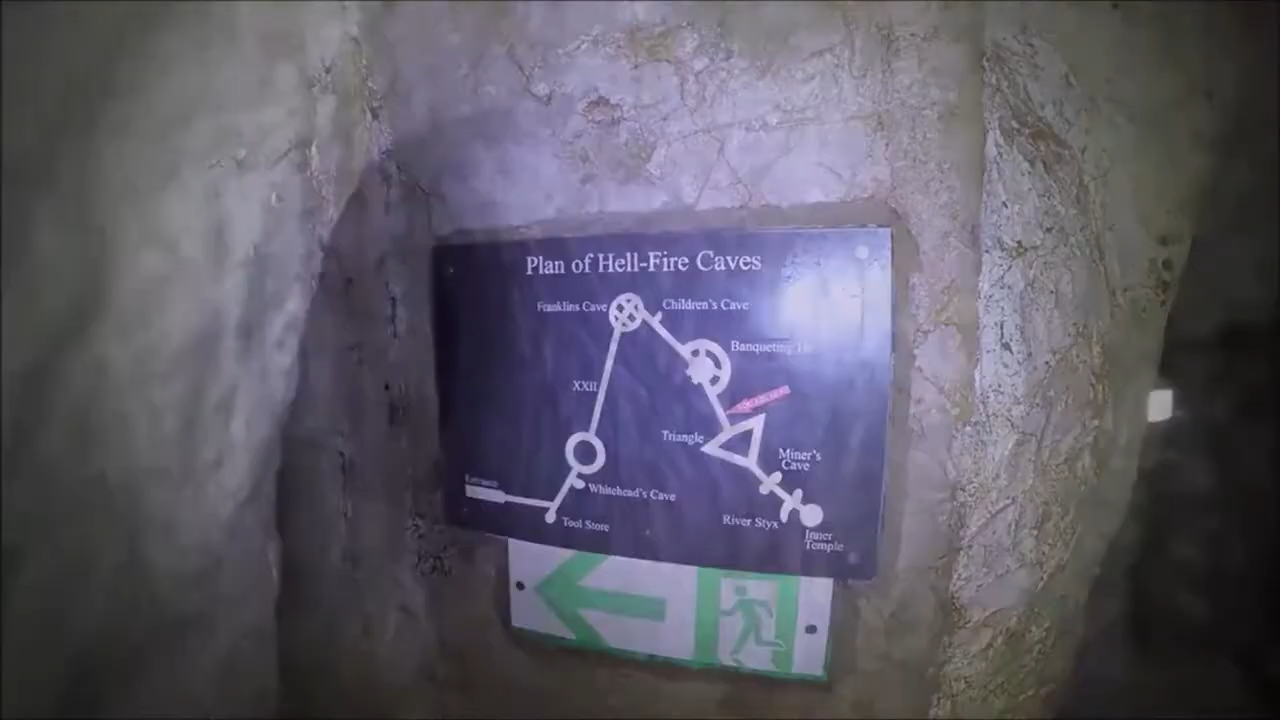 Plan of Hell-Fire Caves
Franklins Cave
Children's Cave
Banqueting
XXII
Triangle
Miner's
Cave
Entrance
Whitehead's Cave
Tool Store
River Styx
Inner
Temple